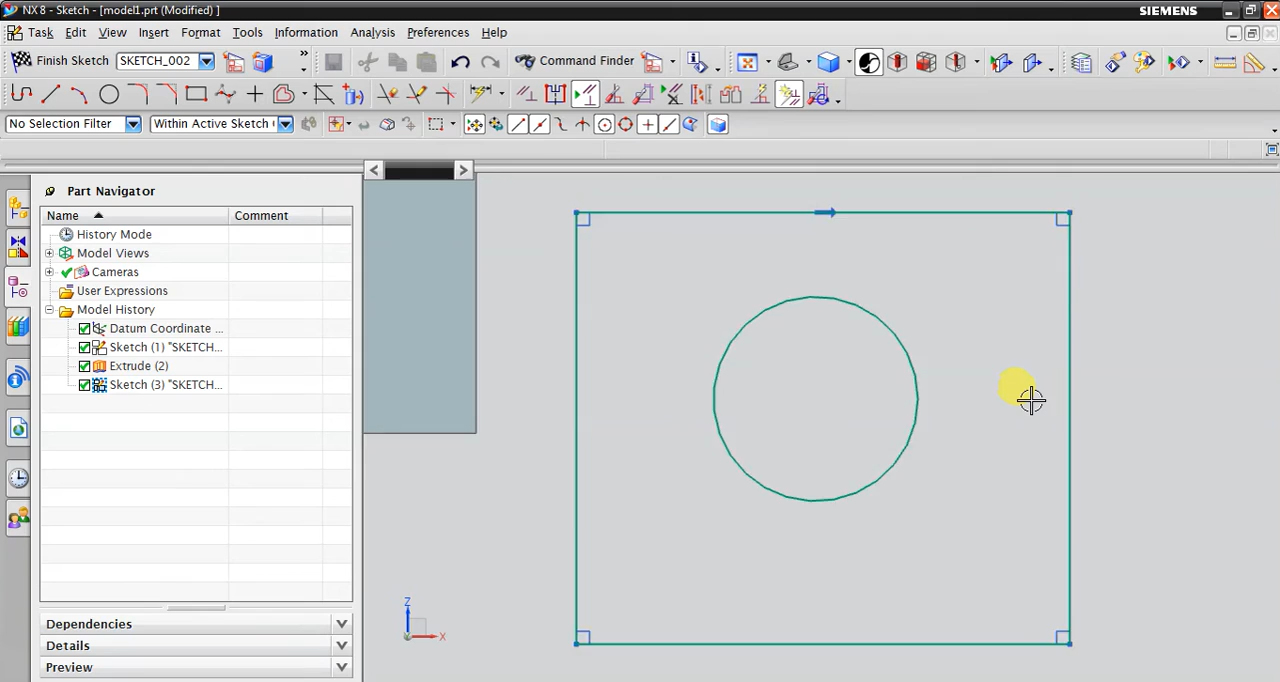 NX 8 - Sketch - [model1.prt (Modified) ]
SIEMENS
Task Edit View Insert Format Tools Information Analysis Preferences Help
Finish Sketch SKETCH_002 Command Finder
No Selection Filter Within Active Sketch
Part Navigator
Name Comment
History Mode
Model Views
Cameras
User Expressions
Model History
Datum Coordinate ...
Sketch (1) "SKETCH...
Extrude (2)
Sketch (3) "SKETCH...
Dependencies
Details
Preview
Z
X